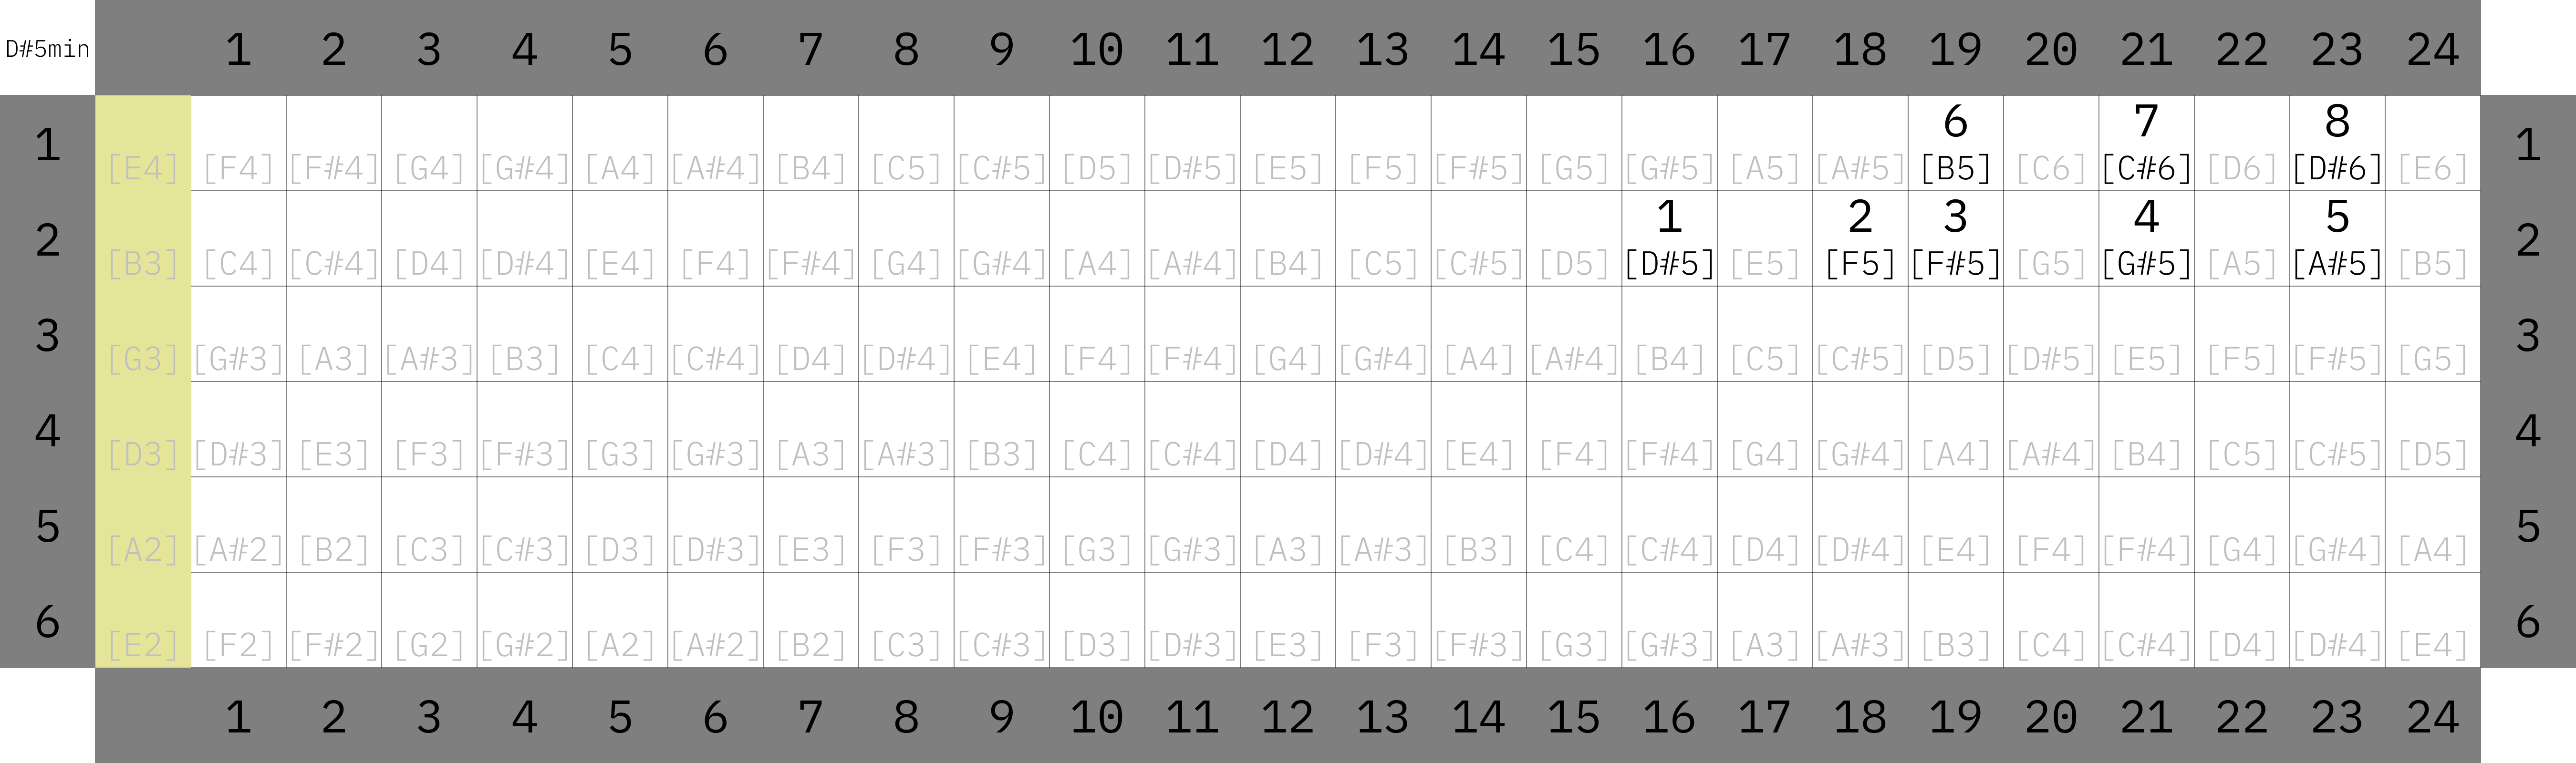 D#5min 1 2 3 4 5 6 7 8 9 10 11 12 13 14 15 16 17 18 19 20 21 22 23 24
6 7 8
1 [E4] [F4] [F#4] [G4] [G#4] [A4] [A#4] [B4] [C5] [C#5] [D5] [D#5] [E5] [F5] [F#5] [G5] [G#5] [A5] [A#5] [B5] [C6] [C#6] [D6] [D#6] [E6] 1
1 2 3 4 5
2 [B3] [C4] [C#4] [D4] [D#4] [E4] [F4] [F#4] [G4] [G#4] [A4] [A#4] [B4] [C5] [C#5] [D5] [D#5] [E5] [F5] [F#5] [G5] [G#5] [A5] [A#5] [B5] 2
3 [G3] [G#3] [A3] [A#3] [B3] [C4] [C#4] [D4] [D#4] [E4] [F4] [F#4] [G4] [G#4] [A4] [A#4] [B4] [C5] [C#5] [D5] [D#5] [E5] [F5] [F#5] [G5] 3
4 [D3] [D#3] [E3] [F3] [F#3] [G3] [G#3] [A3] [A#3] [B3] [C4] [C#4] [D4] [D#4] [E4] [F4] [F#4] [G4] [G#4] [A4] [A#4] [B4] [C5] [C#5] [D5] 4
5 [A2] [A#2] [B2] [C3] [C#3] [D3] [D#3] [E3] [F3] [F#3] [G3] [G#3] [A3] [A#3] [B3] [C4] [C#4] [D4] [D#4] [E4] [F4] [F#4] [G4] [G#4] [A4] 5
6 [E2] [F2] [F#2] [G2] [G#2] [A2] [A#2] [B2] [C3] [C#3] [D3] [D#3] [E3] [F3] [F#3] [G3] [G#3] [A3] [A#3] [B3] [C4] [C#4] [D4] [D#4] [E4] 6
1 2 3 4 5 6 7 8 9 10 11 12 13 14 15 16 17 18 19 20 21 22 23 24